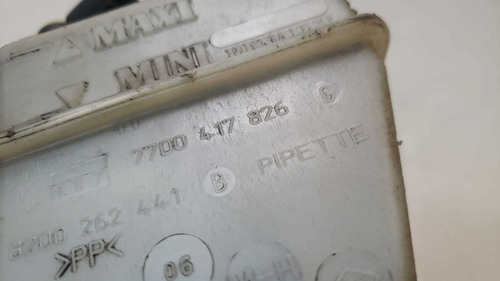 MAXI
MINI
7700 417 826 G
8200 262 441 B PIPETTE
>PP<
06